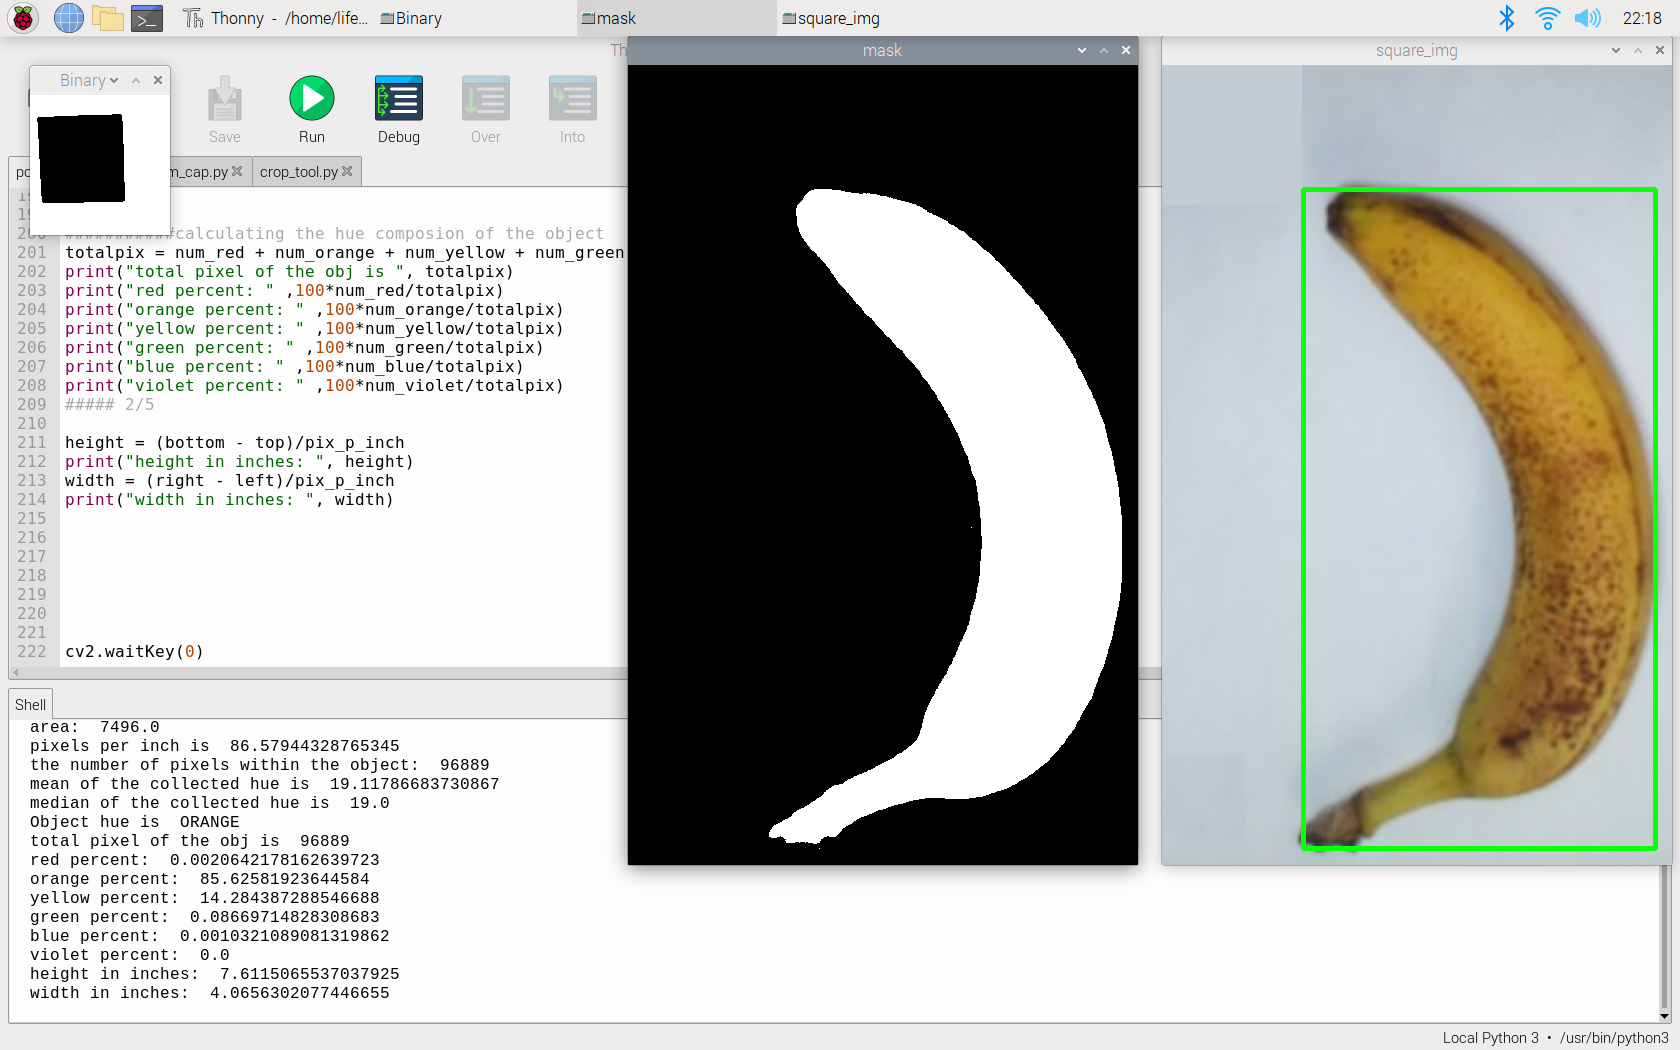 Thonny - /home/life...
Binary
mask
square_img
22:18
mask
square_img
Th
Binary
Save
Run
Debug
Over
Into
m_cap.py
crop_tool.py
calculating the hue composion of the object
201 totalpix = num_red + num_orange + num_yellow + num_green
202 print("total pixel of the obj is ", totalpix)
203 print("red percent: " ,100*num_red/totalpix)
204 print("orange percent: " ,100*num_orange/totalpix)
205 print("yellow percent: " ,100*num_yellow/totalpix)
206 print("green percent: " ,100*num_green/totalpix)
207 print("blue percent: " ,100*num_blue/totalpix)
208 print("violet percent: " ,100*num_violet/totalpix)
209 ##### 2/5
210
211 height = (bottom - top)/pix_p_inch
212 print("height in inches: ", height)
213 width = (right - left)/pix_p_inch
214 print("width in inches: ", width)
215
216
217
218
219
220
221
222 cv2.waitKey(0)
Shell
area:  7496.0
pixels per inch is  86.57944328765345
the number of pixels within the object:  96889
mean of the collected hue is  19.11786683730867
median of the collected hue is  19.0
Object hue is  ORANGE
total pixel of the obj is  96889
red percent:  0.0020642178162639723
orange percent:  85.62581923644584
yellow percent:  14.284387288546688
green percent:  0.08669714828308683
blue percent:  0.0010321089081319862
violet percent:  0.0
height in inches:  7.6115065537037925
width in inches:  4.0656302077446655
Local Python 3 • /usr/bin/python3